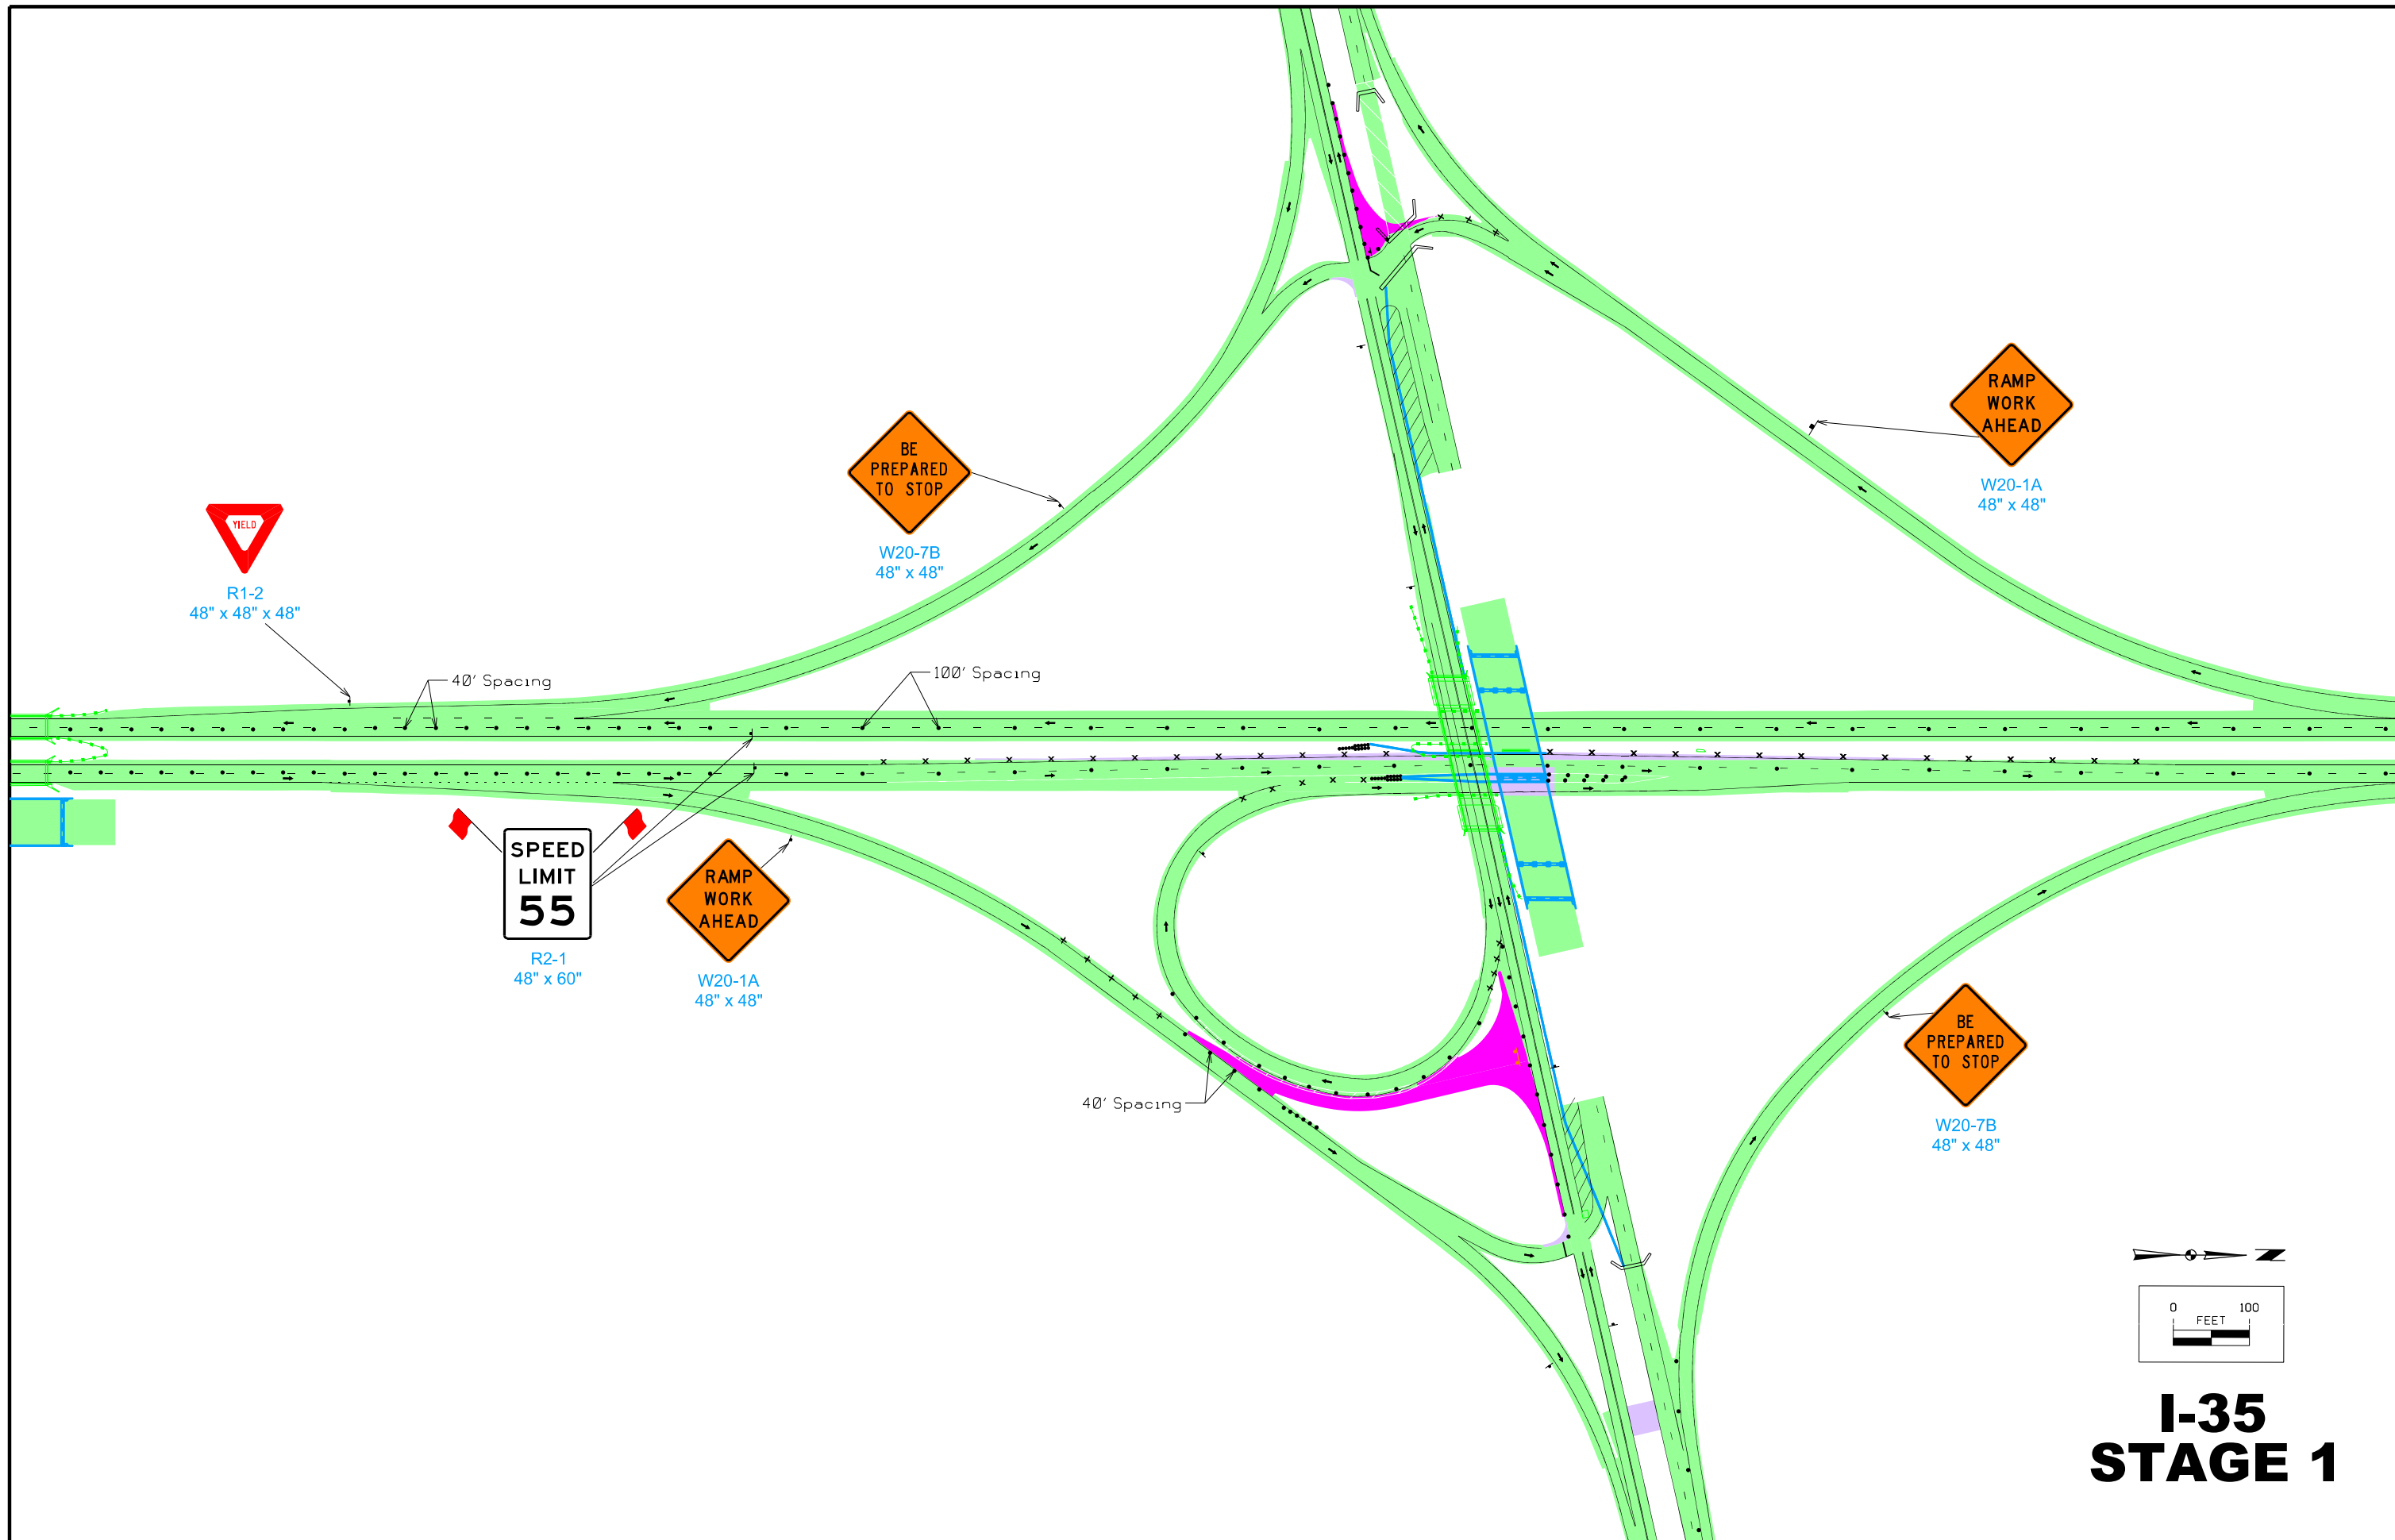 RAMP
WORK
AHEAD
W20-1A
48" x 48"
BE
PREPARED
TO STOP
W20-7B
48" x 48"
YIELD
R1-2
48" x 48" x 48"
40' Spacing
100' Spacing
SPEED
LIMIT
55
R2-1
48" x 60"
RAMP
WORK
AHEAD
W20-1A
48" x 48"
40' Spacing
BE
PREPARED
TO STOP
W20-7B
48" x 48"
N
0 100
FEET
I-35
STAGE 1